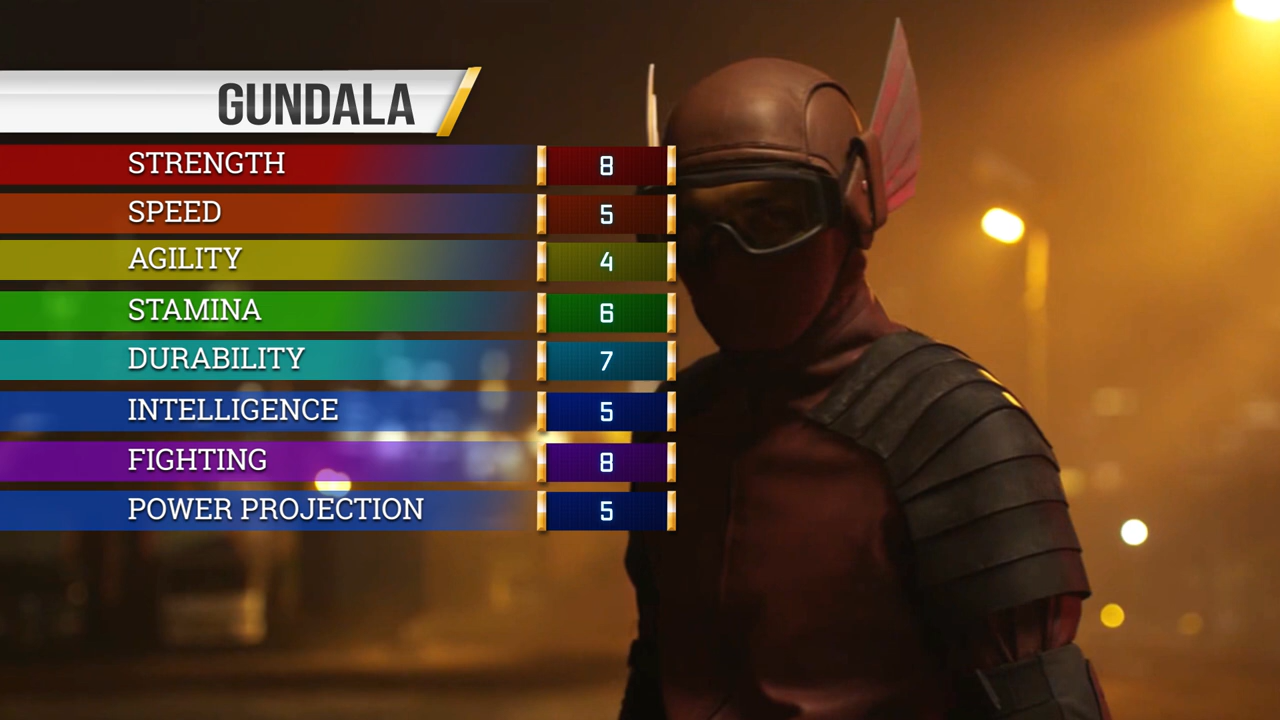 GUNDALA
STRENGTH 8
SPEED 5
AGILITY 4
STAMINA 6
DURABILITY 7
INTELLIGENCE 5
FIGHTING 8
POWER PROJECTION 5